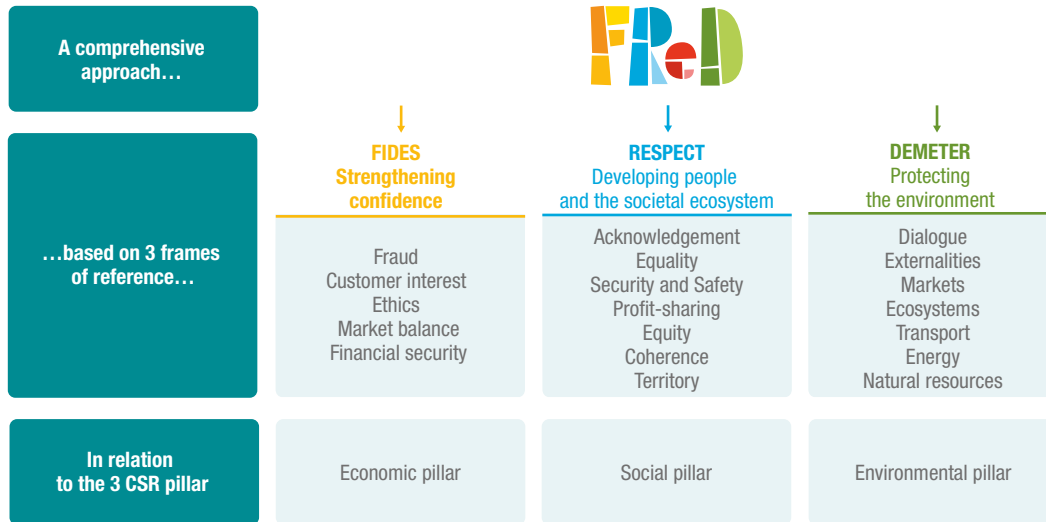 A comprehensive
approach…
FReD
FIDES
Strengthening
confidence
RESPECT
Developing people
and the societal ecosystem
DEMETER
Protecting
the environment
…based on 3 frames
of reference…
Fraud
Customer interest
Ethics
Market balance
Financial security
Acknowledgement
Equality
Security and Safety
Profit-sharing
Equity
Coherence
Territory
Dialogue
Externalities
Markets
Ecosystems
Transport
Energy
Natural resources
In relation
to the 3 CSR pillar
Economic pillar
Social pillar
Environmental pillar